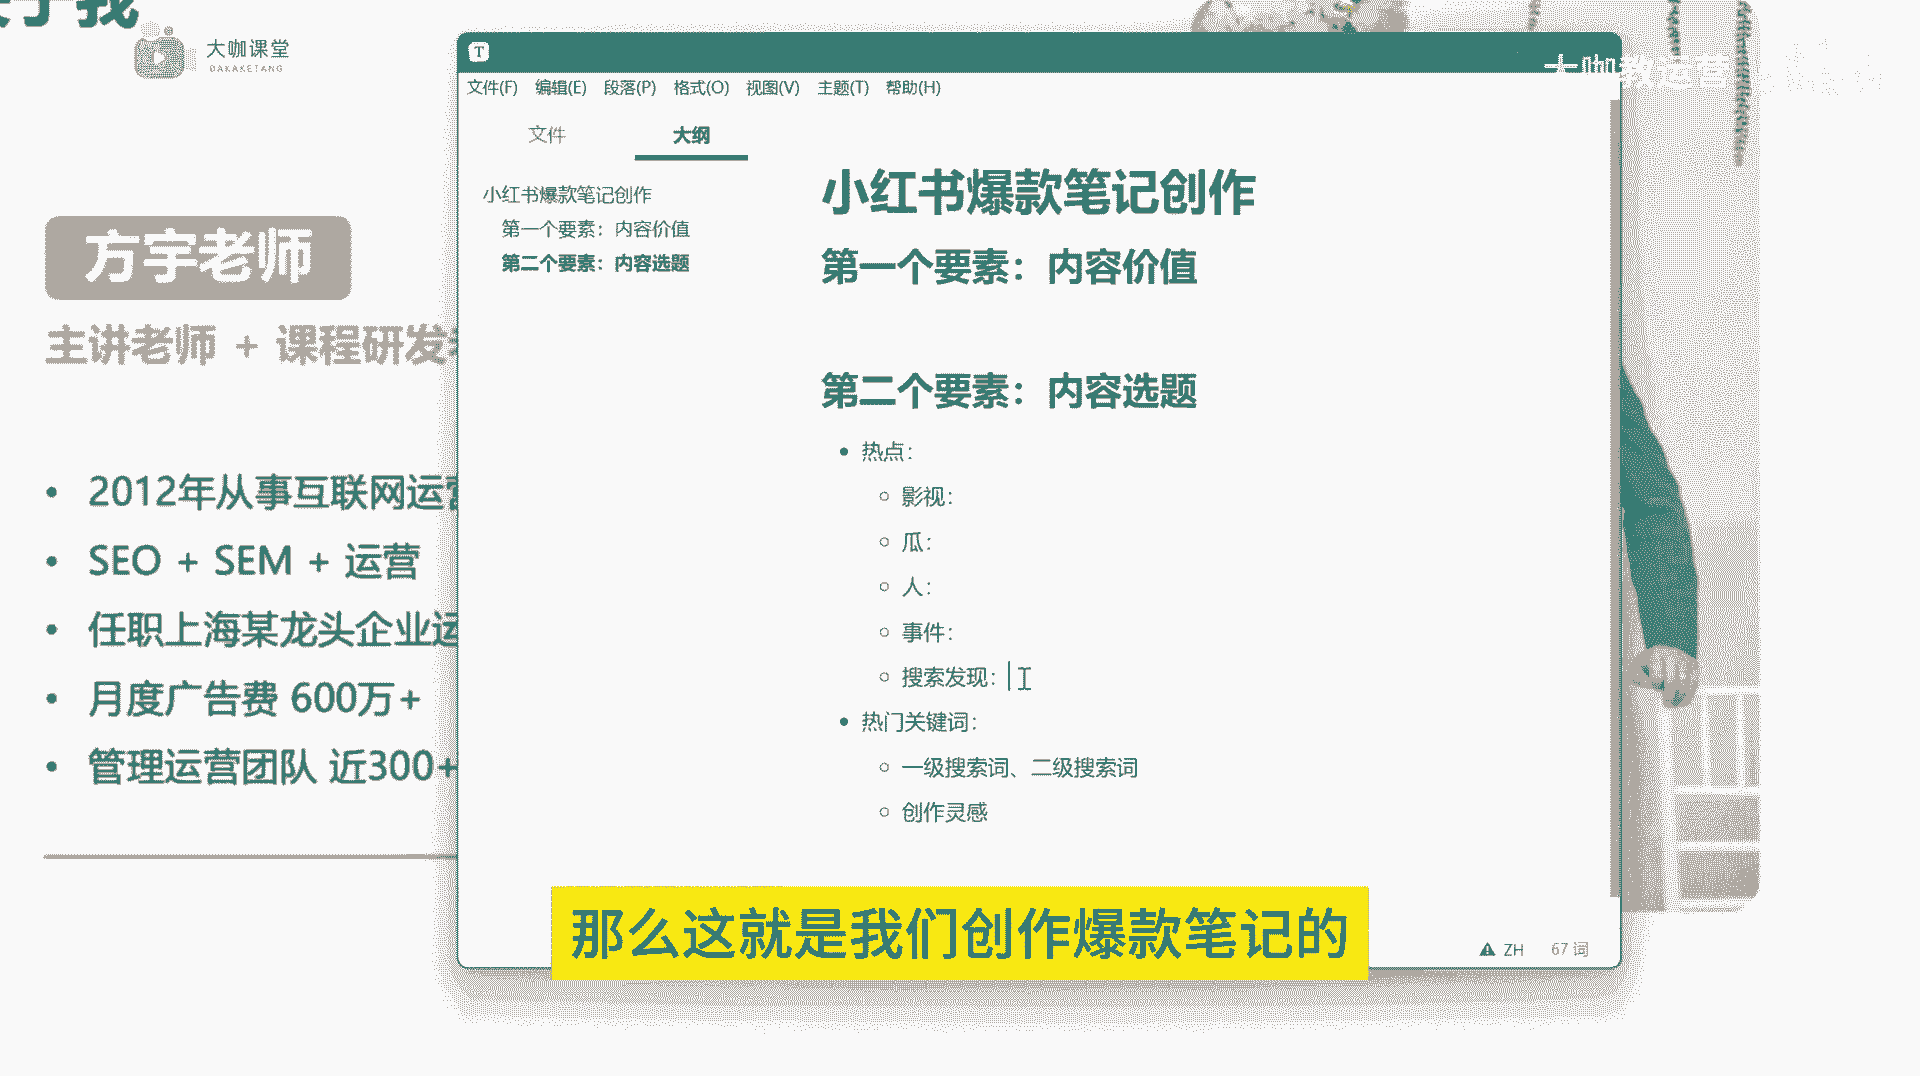 大咖课堂
DAKAKETANG
方宇老师
主讲老师 + 课程研发
2012年从事互联网运营
SEO + SEM + 运营
任职上海某龙头企业运
月度广告费 600万+
管理运营团队 近300+
T
文件(F) 编辑(E) 段落(P) 格式(O) 视图(V) 主题(T) 帮助(H)
文件 大纲
小红书爆款笔记创作
第一个要素：内容价值
第二个要素：内容选题
小红书爆款笔记创作
第一个要素：内容价值
第二个要素：内容选题
热点：
影视：
瓜：
人：
事件：
搜索发现：
热门关键词：
一级搜索词、二级搜索词
创作灵感
ZH 67 词
大咖教运营
那么这就是我们创作爆款笔记的